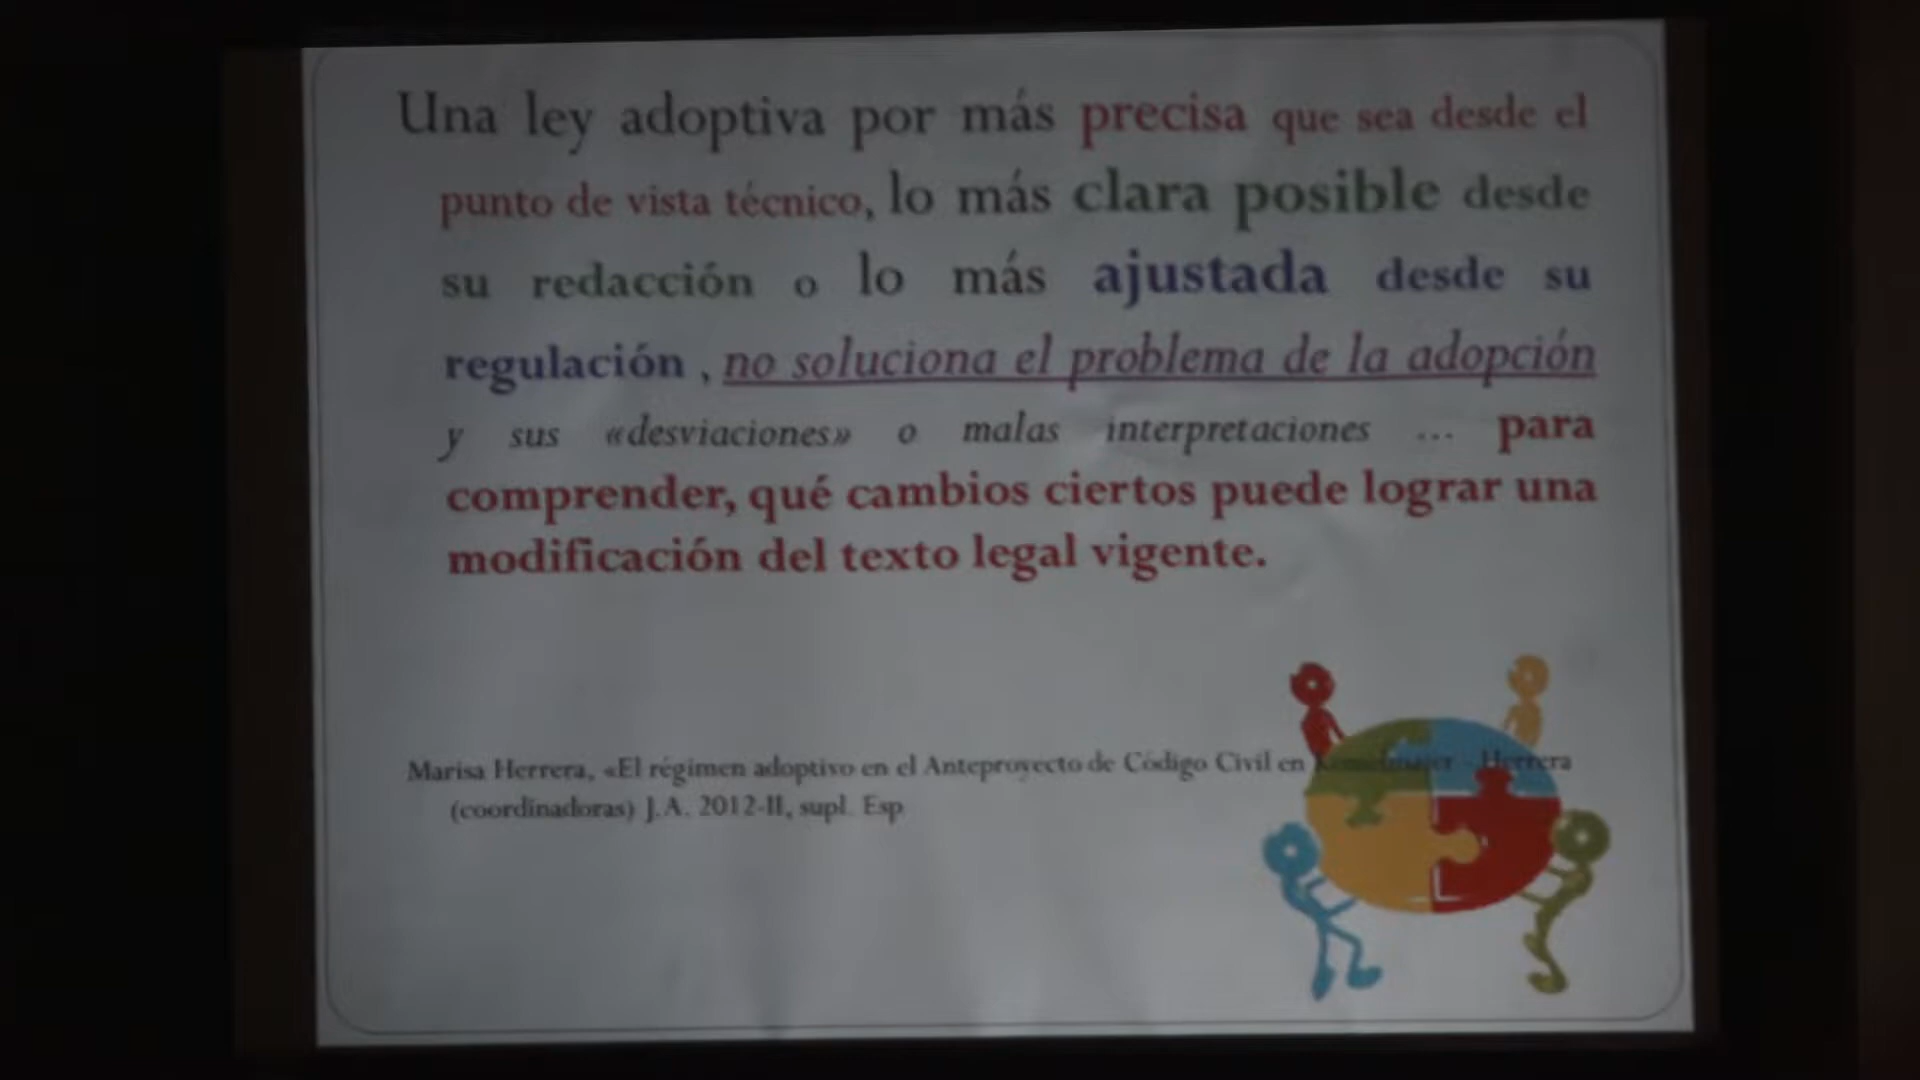 Una ley adoptiva por más precisa que sea desde el
punto de vista técnico, lo más clara posible desde
su redacción o lo más ajustada desde su
regulación , no soluciona el problema de la adopción
y sus «desviaciones» o malas interpretaciones ... para
comprender, qué cambios ciertos puede lograr una
modificación del texto legal vigente.
Marisa Herrera, «El régimen adoptivo en el Anteproyecto de Código Civil en Kemelmajer - Herrera
(coordinadoras) J.A. 2012-II, supl. Esp